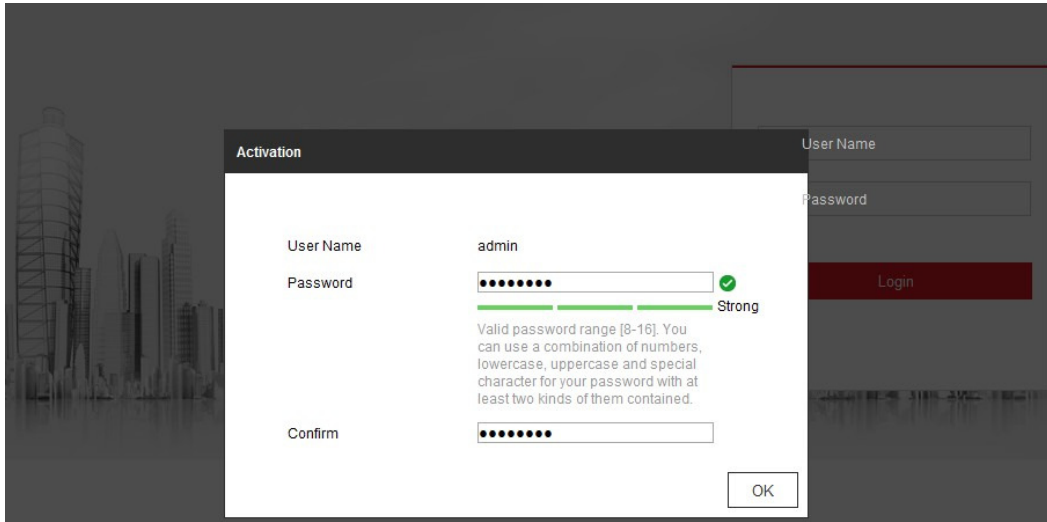 Activation
User Name
Password
Login
User Name admin
Password ●●●●●●●●
Strong
Valid password range [8-16]. You
can use a combination of numbers,
lowercase, uppercase and special
character for your password with at
least two kinds of them contained.
Confirm ●●●●●●●●
OK